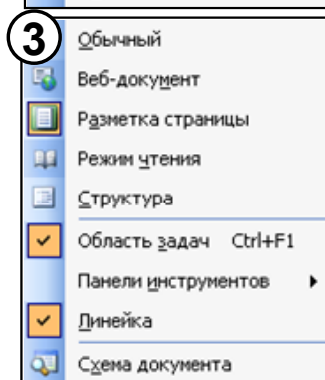 3
Обычный
Веб-документ
Разметка страницы
Режим чтения
Структура
Область задач Ctrl+F1
Панели инструментов
Линейка
Схема документа